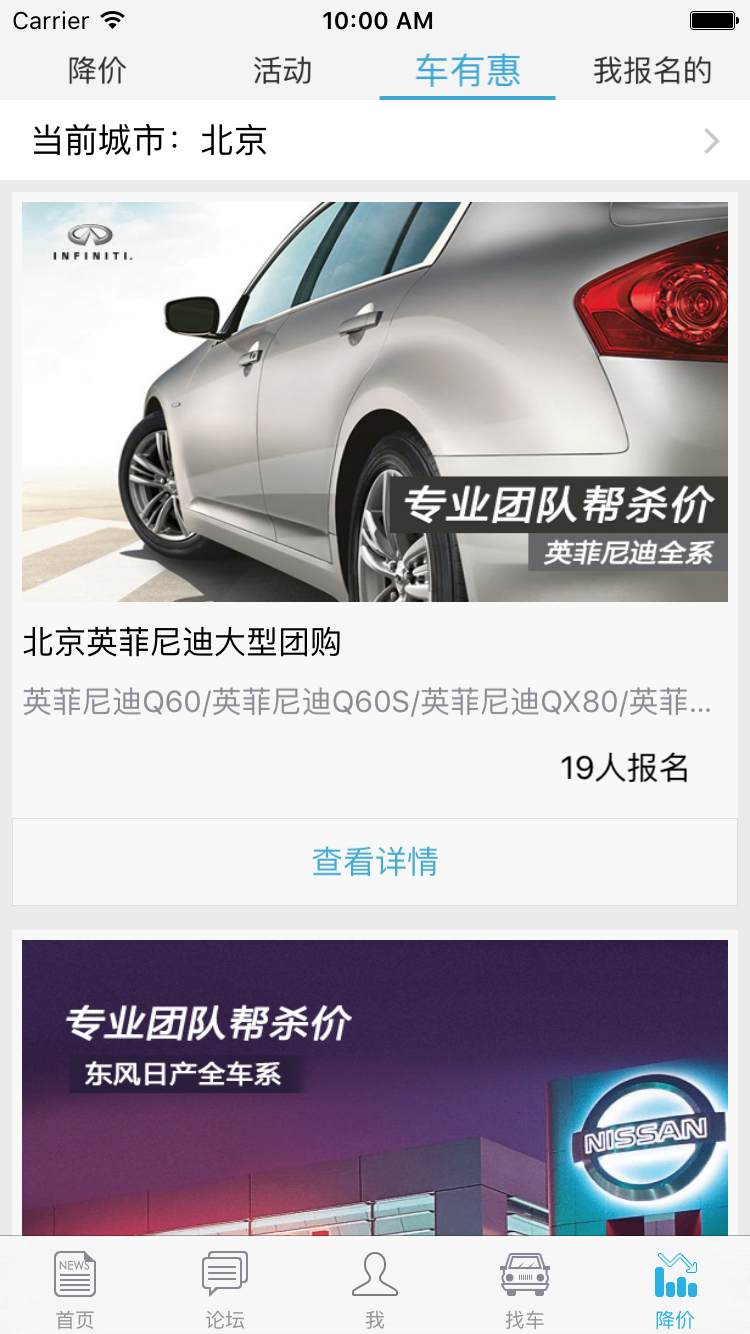 Carrier 10:00 AM
降价 活动 车有惠 我报名的
当前城市：北京
INFINITI.
专业团队帮杀价
英菲尼迪全系
北京英菲尼迪大型团购
英菲尼迪Q60/英菲尼迪Q60S/英菲尼迪QX80/英菲...
19人报名
查看详情
专业团队帮杀价
东风日产全车系
NISSAN
NEWS
首页 论坛 我 找车 降价